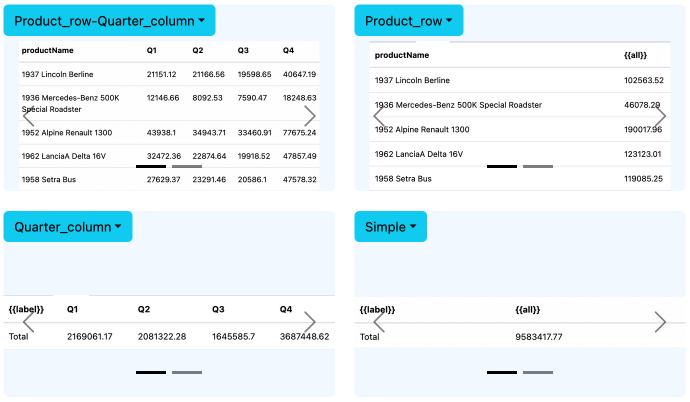 Product_row-Quarter_column
productName Q1 Q2 Q3 Q4
1937 Lincoln Berline 21151.12 21166.56 19598.65 40647.19
1936 Mercedes-Benz 500K 12146.66 8092.53 7590.47 18248.63
Special Roadster
1952 Alpine Renault 1300 43938.1 34943.71 33460.91 77675.24
1962 LanciaA Delta 16V 32472.36 22874.64 19918.52 47857.49
1958 Setra Bus 27629.37 23291.46 20586.1 47578.32
Product_row
productName {{all}}
1937 Lincoln Berline 102563.52
1936 Mercedes-Benz 500K Special Roadster 46078.29
1952 Alpine Renault 1300 190017.96
1962 LanciaA Delta 16V 123123.01
1958 Setra Bus 119085.25
Quarter_column
{{label}} Q1 Q2 Q3 Q4
Total 2169061.17 2081322.28 1645585.7 3687448.62
Simple
{{label}} {{all}}
Total 9583417.77